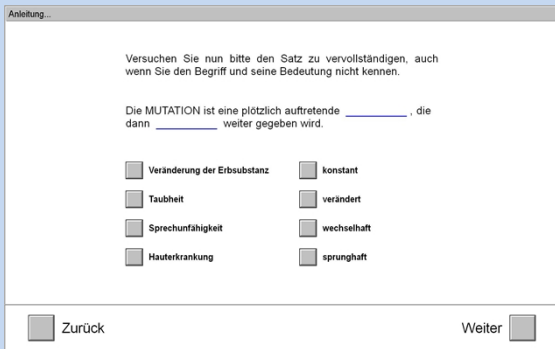 Anleitung...
Versuchen Sie nun bitte den Satz zu vervollständigen, auch
wenn Sie den Begriff und seine Bedeutung nicht kennen.
Die MUTATION ist eine plötzlich auftretende __________ , die
dann __________ weiter gegeben wird.
Veränderung der Erbsubstanz konstant
Taubheit verändert
Sprechunfähigkeit wechselhaft
Hauterkrankung sprunghaft
Zurück Weiter